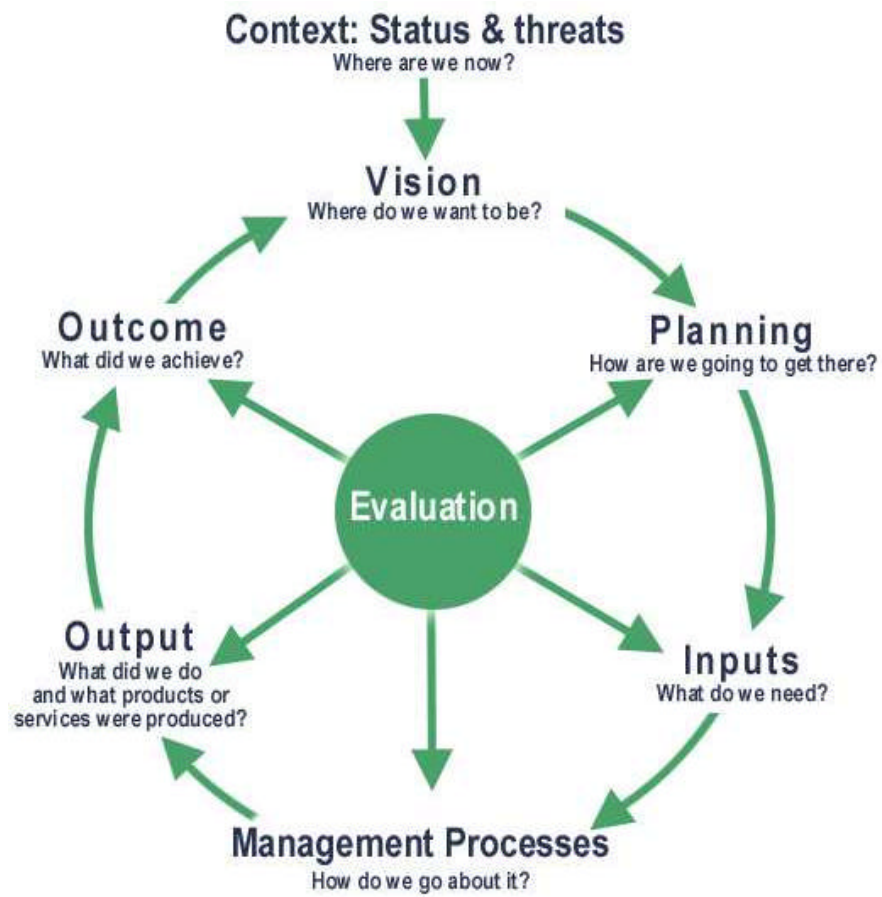 Context: Status & threats
Where are we now?
Vision
Where do we want to be?
Outcome
What did we achieve?
Planning
How are we going to get there?
Evaluation
Output
What did we do
and what products or
services were produced?
Inputs
What do we need?
Management Processes
How do we go about it?